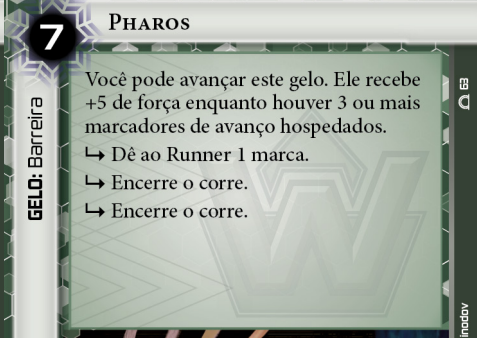 7
PHAROS
GELO: Barreira
Você pode avançar este gelo. Ele recebe
+5 de força enquanto houver 3 ou mais
marcadores de avanço hospedados.
↳ Dê ao Runner 1 marca.
↳ Encerre o corre.
↳ Encerre o corre.
63
inodov